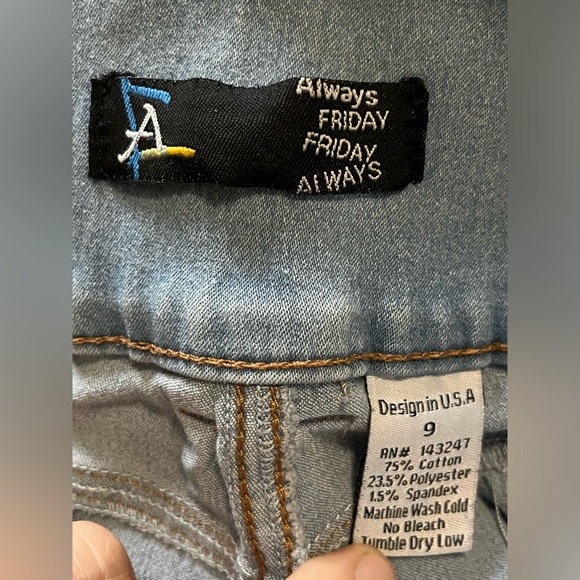 A
Always
FRIDAY
FRIDAY
ALWAYS
Design in U.S.A
9
RN# 143247
75% Cotton
23.5% Polyester
1.5% Spandex
Machine Wash Cold
No Bleach
Tumble Dry Low